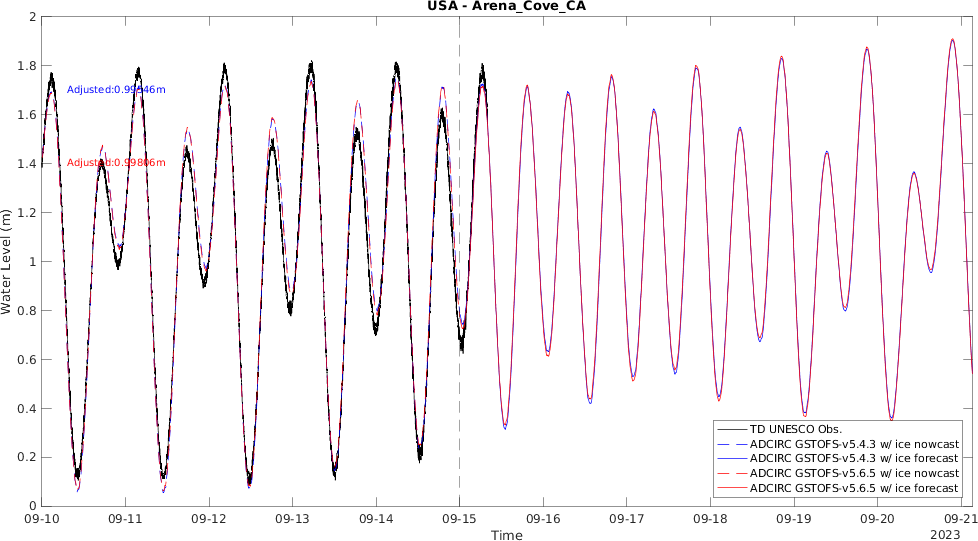 USA - Arena_Cove_CA
2
1.8
1.6
1.4
1.2
1
0.8
0.6
0.4
0.2
0
Water Level (m)
Adjusted:0.99546m
Adjusted:0.99806m
TD UNESCO Obs.
ADCIRC GSTOFS-v5.4.3 w/ ice nowcast
ADCIRC GSTOFS-v5.4.3 w/ ice forecast
ADCIRC GSTOFS-v5.6.5 w/ ice nowcast
ADCIRC GSTOFS-v5.6.5 w/ ice forecast
09-10 09-11 09-12 09-13 09-14 09-15 09-16 09-17 09-18 09-19 09-20 09-21
Time
2023